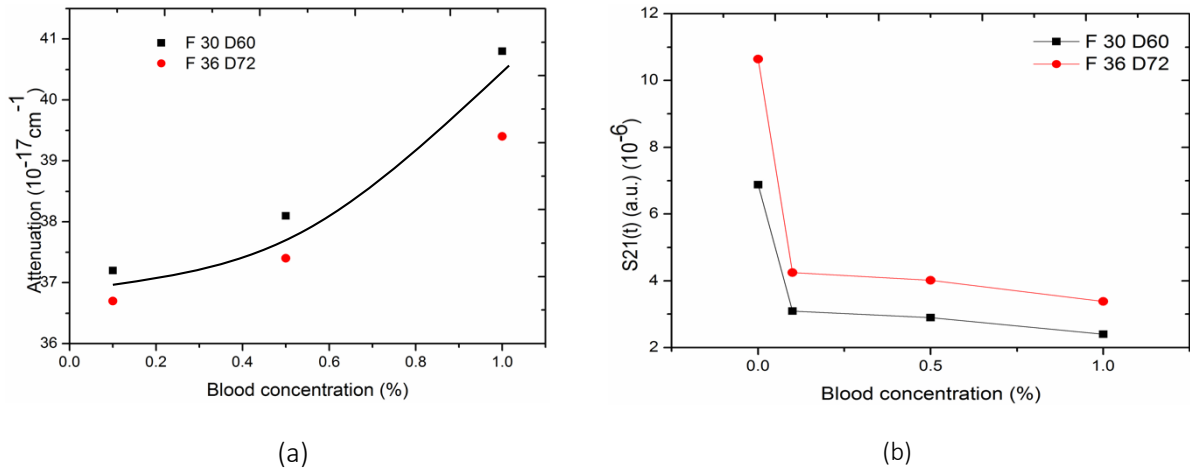 41
40
39
38
37
36
0.0 0.2 0.4 0.6 0.8 1.0
Attenuation (10-17cm-1
Blood concentration (%)
F 30 D60
F 36 D72
(a)
12
10
8
6
4
2
0.0 0.5 1.0
S21(t) (a.u.) (10-6)
Blood concentration (%)
F 30 D60
F 36 D72
(b)